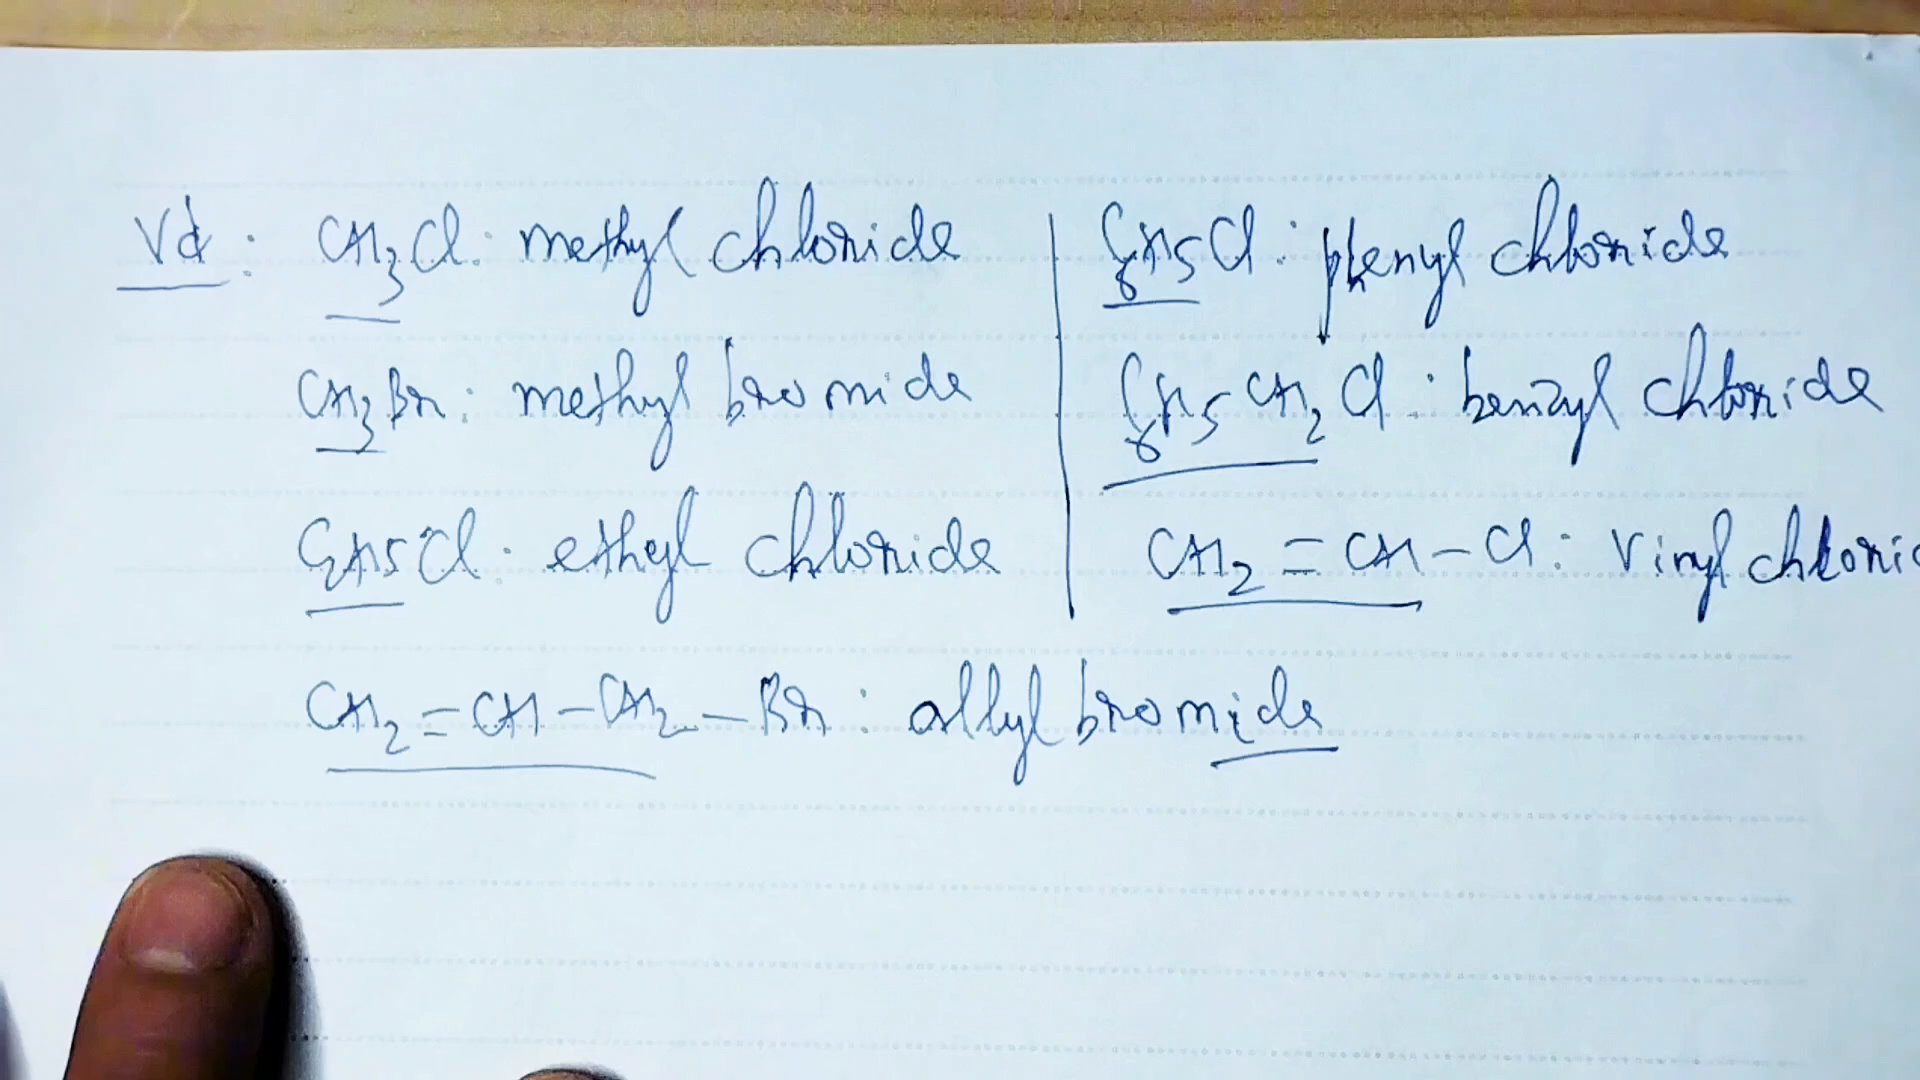 Vd: CH3Cl: methyl chloride
CH3Br: methyl bromide
C2H5Cl: ethyl chloride
C6H5Cl: phenyl chloride
C6H5CH2Cl: benzyl chloride
CH2=CH-Cl: Vinyl chlorid
CH2=CH-CH2-Br: allyl bromide